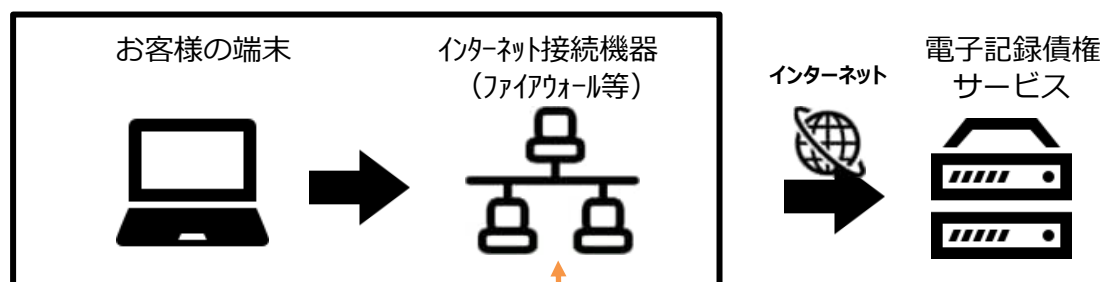 お客様の端末
インターネット接続機器
（ファイアウォール等）
インターネット
電子記録債権
サービス